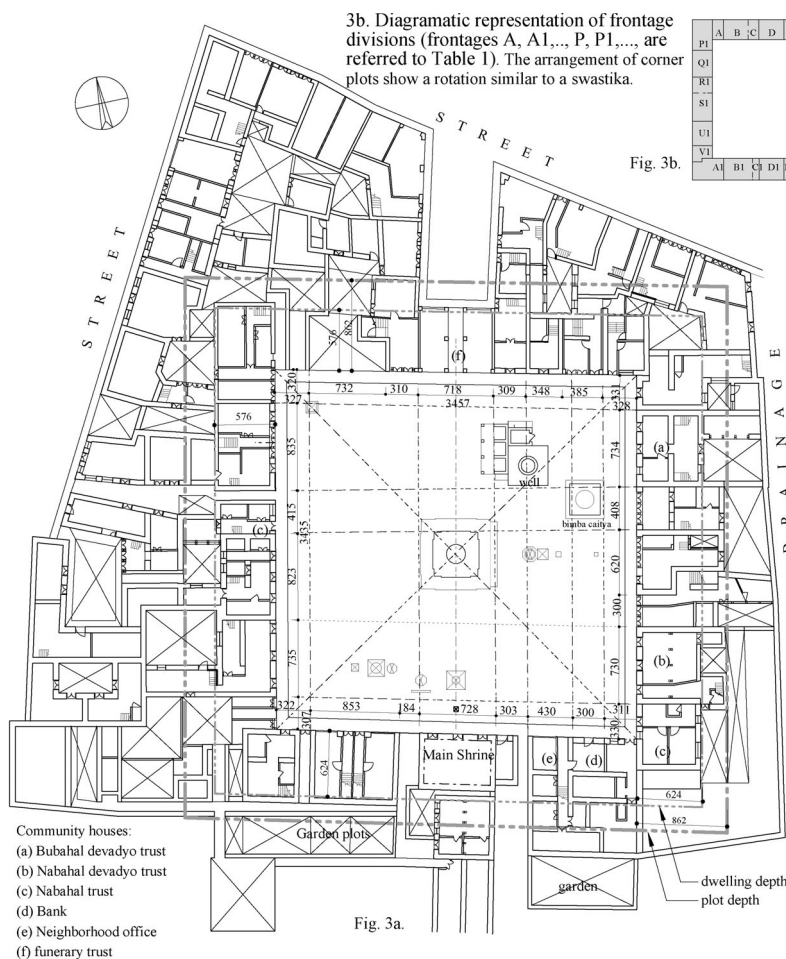 3b. Diagramatic representation of frontage
divisions (frontages A, A1,.., P, P1,..., are
referred to Table 1). The arrangement of corner
plots show a rotation similar to a swastika.
A B C D
P1
Q1
R1
S1
U1
V1
A1 B1 C1 D1
Fig. 3b.
STREET
STREET
DRAINAGE
576
862
(f)
320
732
310
718
309
348
385
331
327
3457
328
576
835
734
(a)
well
415
408
bimba caitya
(c)
3435
620
823
300
735
730
(b)
322
853
184
728
303
430
300
311
307
330
Main Shrine
(e)
(d)
(c)
624
624
862
Garden plots
garden
dwelling depth
plot depth
Community houses:
(a) Bubahal devadyo trust
(b) Nabahal devadyo trust
(c) Nabahal trust
(d) Bank
(e) Neighborhood office
(f) funerary trust
Fig. 3a.